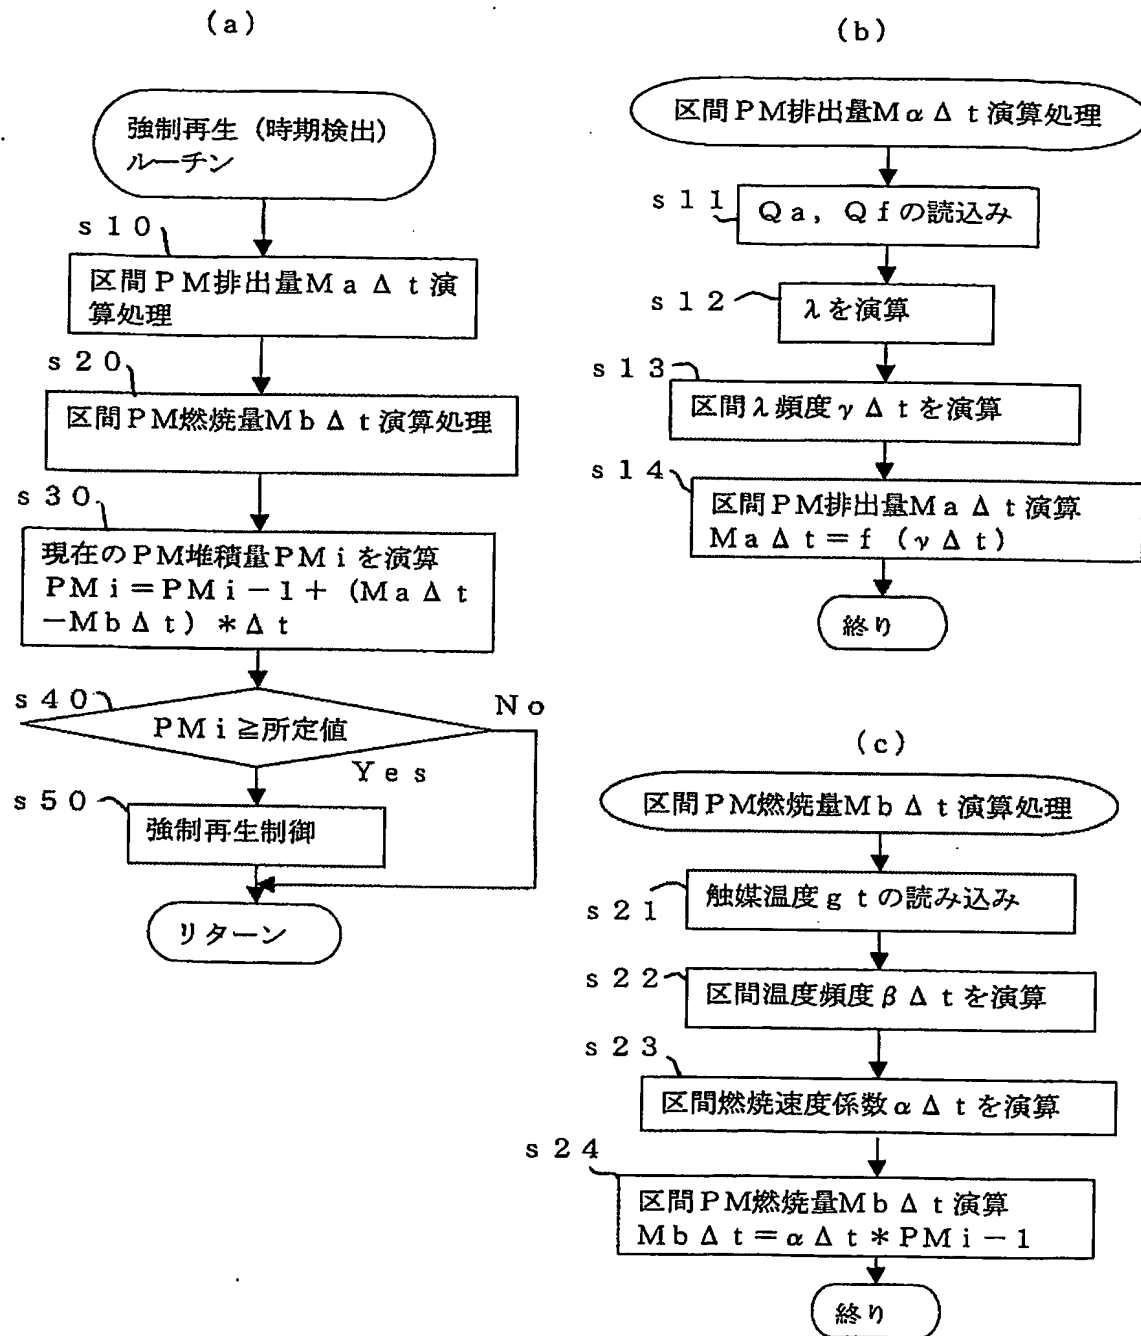 (a)
強制再生（時期検出）
ルーチン
s10
区間PM排出量MaΔt演
算処理
s20
区間PM燃焼量MbΔt演算処理
s30
現在のPM堆積量PMiを演算
PMi＝PMi－1＋（MaΔt
－MbΔt）＊Δt
s40
PMi≧所定値
No
Yes
s50
強制再生制御
リターン
(b)
区間PM排出量MαΔt演算処理
s11
Qa，Qfの読込み
s12
λを演算
s13
区間λ頻度γΔtを演算
s14
区間PM排出量MaΔt演算
MaΔt＝f（γΔt）
終り
(c)
区間PM燃焼量MbΔt演算処理
s21
触媒温度gtの読み込み
s22
区間温度頻度βΔtを演算
s23
区間燃焼速度係数αΔtを演算
s24
区間PM燃焼量MbΔt演算
MbΔt＝αΔt＊PMi－1
終り